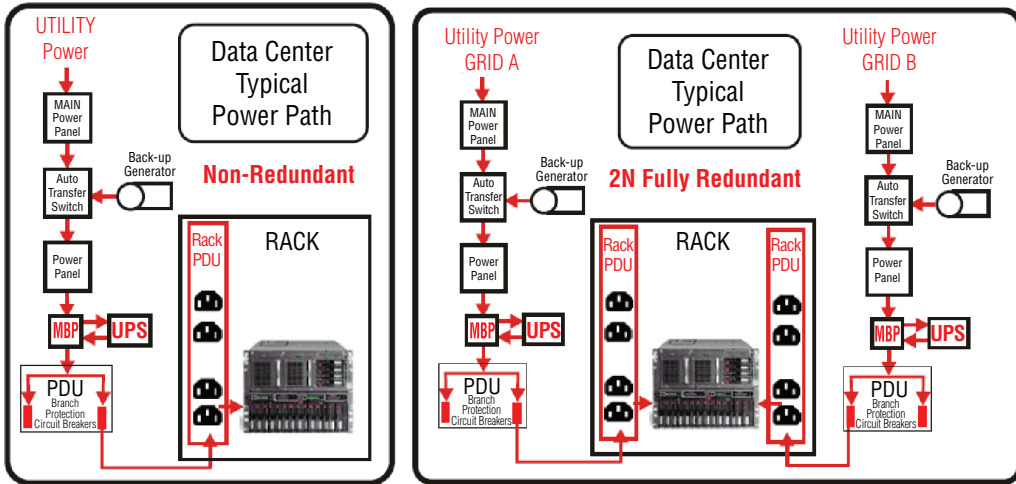 UTILITY
Power
Data Center
Typical
Power Path
MAIN
Power
Panel
Back-up
Generator
Non-Redundant
Auto
Transfer
Switch
Power
Panel
MBP
UPS
PDU
Branch
Protection
Circuit Breakers
Rack
PDU
RACK
Utility Power
GRID A
Data Center
Typical
Power Path
Utility Power
GRID B
MAIN
Power
Panel
Back-up
Generator
2N Fully Redundant
Auto
Transfer
Switch
Power
Panel
MBP
UPS
PDU
Branch
Protection
Circuit Breakers
Rack
PDU
RACK
Rack
PDU
MAIN
Power
Panel
Back-up
Generator
Auto
Transfer
Switch
Power
Panel
MBP
UPS
PDU
Branch
Protection
Circuit Breakers